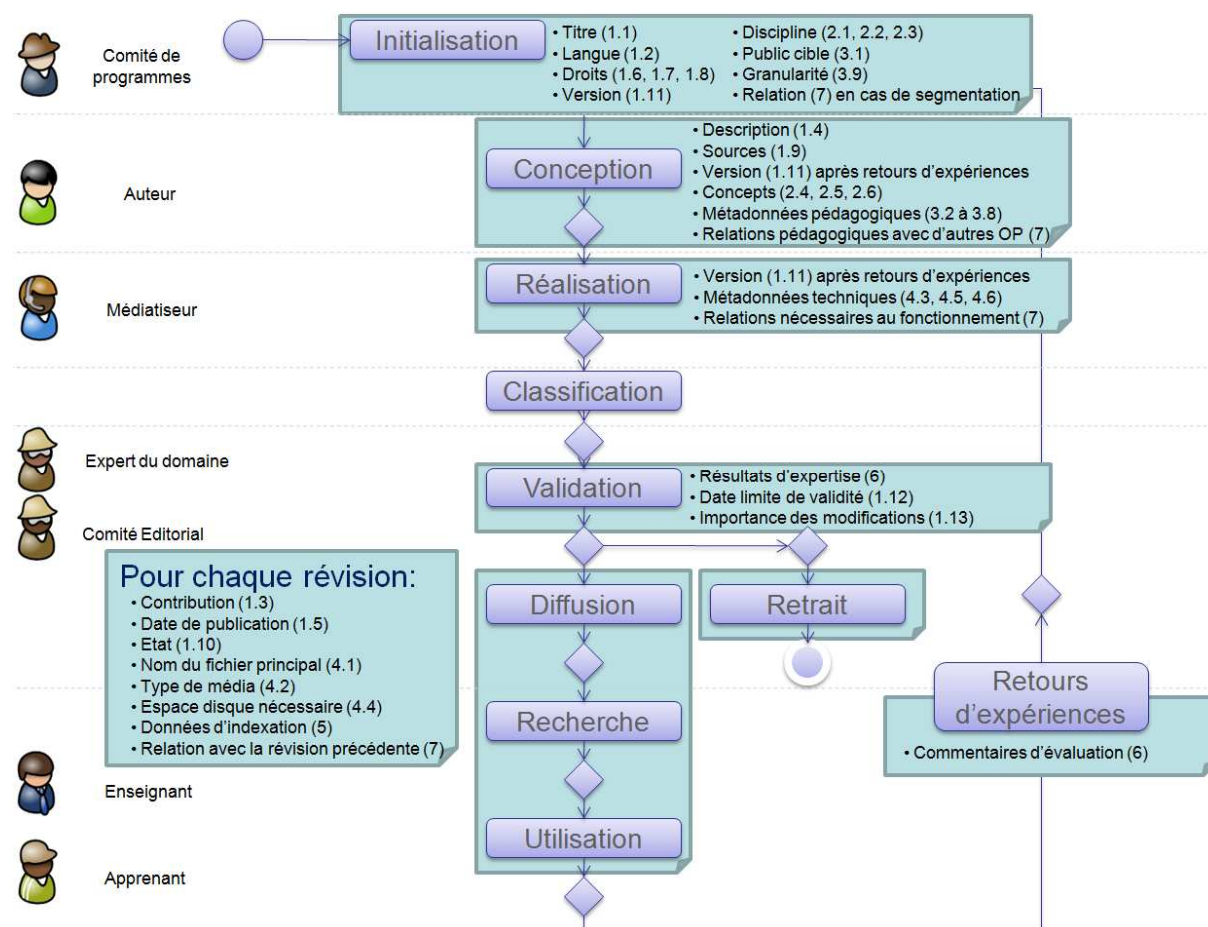 Comité de
programmes
Initialisation
• Titre (1.1)
• Langue (1.2)
• Droits (1.6, 1.7, 1.8)
• Version (1.11)
• Discipline (2.1, 2.2, 2.3)
• Public cible (3.1)
• Granularité (3.9)
• Relation (7) en cas de segmentation
Auteur
Conception
• Description (1.4)
• Sources (1.9)
• Version (1.11) après retours d’expériences
• Concepts (2.4, 2.5, 2.6)
• Métadonnées pédagogiques (3.2 à 3.8)
• Relations pédagogiques avec d’autres OP (7)
Médiatiseur
Réalisation
• Version (1.11) après retours d’expériences
• Métadonnées techniques (4.3, 4.5, 4.6)
• Relations nécessaires au fonctionnement (7)
Classification
Expert du domaine
Validation
• Résultats d’expertise (6)
• Date limite de validité (1.12)
• Importance des modifications (1.13)
Comité Editorial
Pour chaque révision:
• Contribution (1.3)
• Date de publication (1.5)
• Etat (1.10)
• Nom du fichier principal (4.1)
• Type de média (4.2)
• Espace disque nécessaire (4.4)
• Données d’indexation (5)
• Relation avec la révision précédente (7)
Diffusion
Retrait
Recherche
Retours
d’expériences
• Commentaires d’évaluation (6)
Enseignant
Utilisation
Apprenant